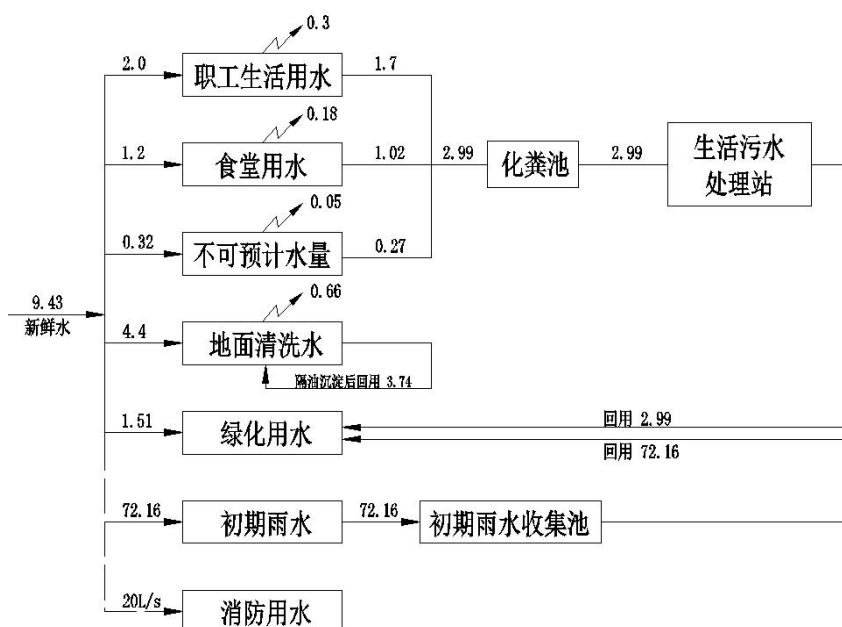 0.3
2.0
职工生活用水
1.7
0.18
1.2
食堂用水
1.02
2.99
化粪池
2.99
生活污水
处理站
0.05
0.32
不可预计水量
0.27
9.43
新鲜水
0.66
4.4
地面清洗水
隔油沉淀后回用 3.74
1.51
绿化用水
回用 2.99
回用 72.16
72.16
初期雨水
72.16
初期雨水收集池
20L/s
消防用水